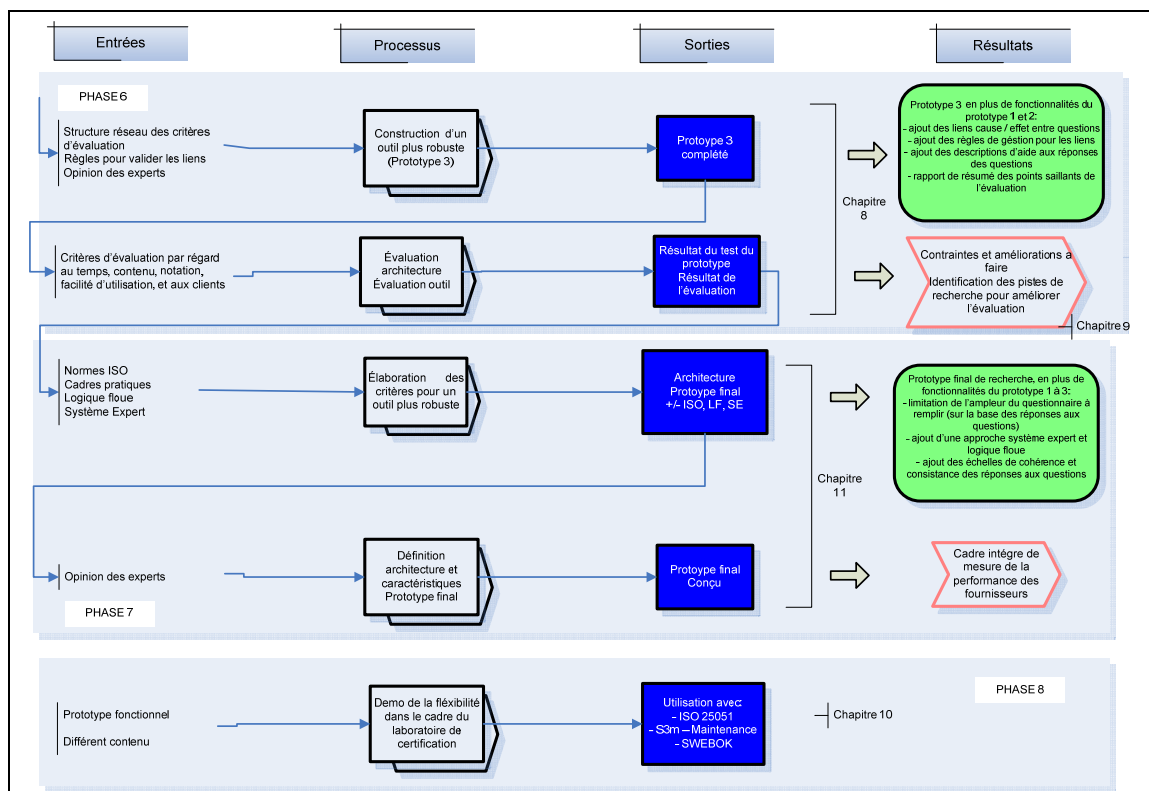 Entrées
Processus
Sorties
Résultats
PHASE 6
Structure réseau des critères
d'évaluation
Règles pour valider les liens
Opinion des experts
Construction d'un
outil plus robuste
(Prototype 3)
Protoype 3
complété
Chapitre
8
Prototype 3 en plus de fonctionnalités du
prototype 1 et 2:
- ajout des liens cause / effet entre questions
- ajout des règles de géstion pour les liens
- ajout des descriptions d'aide aux réponses
des questions
- rapport de résumé des points saillants de
l'évaluation
Critères d'évaluation par régard
au temps, contenu, notation,
facilité d'utilisation, et aux clients
Évaluation
architecture
Évaluation outil
Résultat du test du
prototype
Résultat de
l'évaluation
Contraintes et améliorations a
faire
Identification des pistes de
recherche pour améliorer
l'évaluation
Chapitre 9
Normes ISO
Cadres pratiques
Logique floue
Système Expert
Élaboration des
critères pour un
outil plus robuste
Architecture
Prototype final
+/- ISO, LF, SE
Chapitre
11
Prototype final de recherche, en plus de
fonctionnalités du prototype 1 à 3:
- limitation de l'ampleur du questionnaire à
remplir (sur la base des réponses aux
questions)
- ajout d'une approche système expert et
logique floue
- ajout des échelles de cohérence et
consistance des réponses aux questions
Opinion des experts
PHASE 7
Définition
architecture et
caractéristiques
Prototype final
Protoype final
Conçu
Cadre intégre de
mesure de la
performance des
fournisseurs
PHASE 8
Prototype fonctionnel
Différent contenu
Demo de la fléxibilité
dans le cadre du
laboratoire de
certification
Utilisation avec:
- ISO 25051
- S3m – Maintenance
- SWEBOK
Chapitre 10